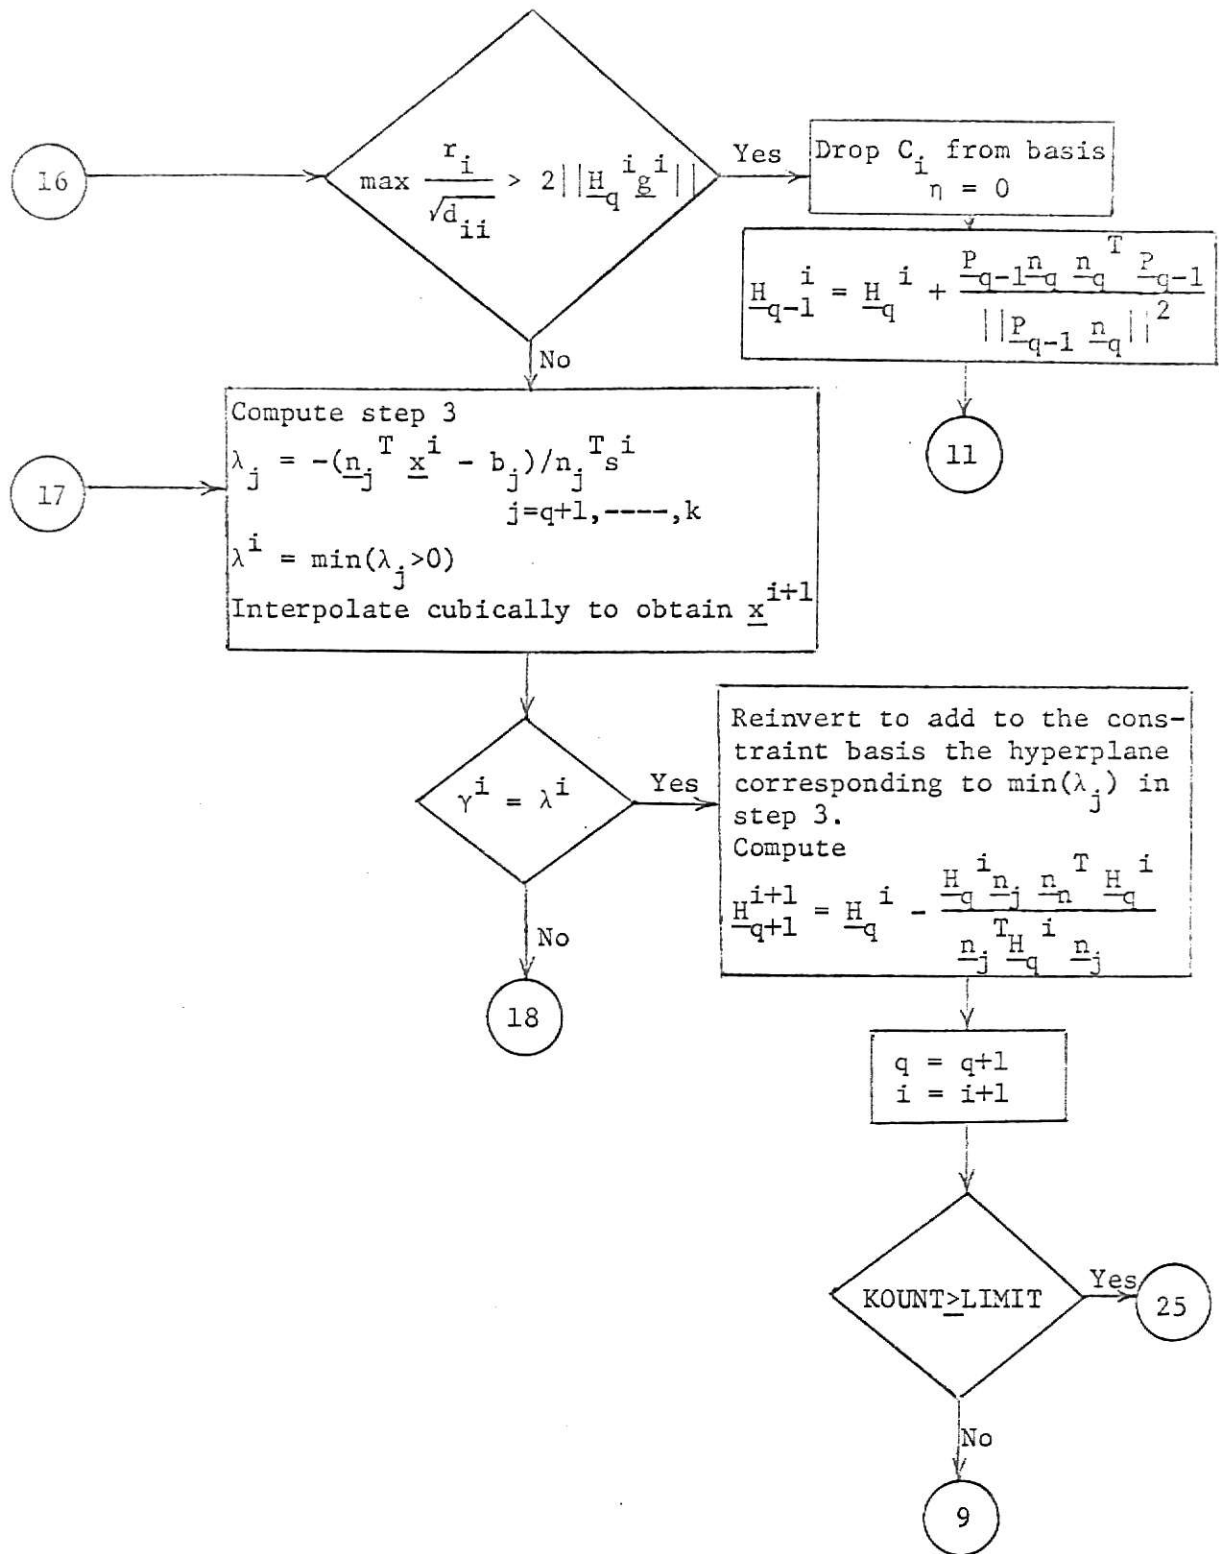 16
max r_i / √d_ii > 2||H_q^i g^i||
Yes
Drop C_i from basis
η = 0
H_q-1^i = H_q^i + P_q-1 n_q n_q^T P_q-1 / ||P_q-1 n_q||^2
11
No
17
Compute step 3
λ_j = -(n_j^T x^i - b_j)/n_j^T s^i
j=q+1,----,k
λ^i = min(λ_j>0)
Interpolate cubically to obtain x^i+1
γ^i = λ^i
Yes
Reinvert to add to the cons-
traint basis the hyperplane
corresponding to min(λ_j) in
step 3.
Compute
H_q+1^i+1 = H_q^i - H_q^i n_j n_n^T H_q^i / n_j^T H_q^i n_j
No
18
q = q+1
i = i+1
KOUNT≥LIMIT
Yes
25
No
9